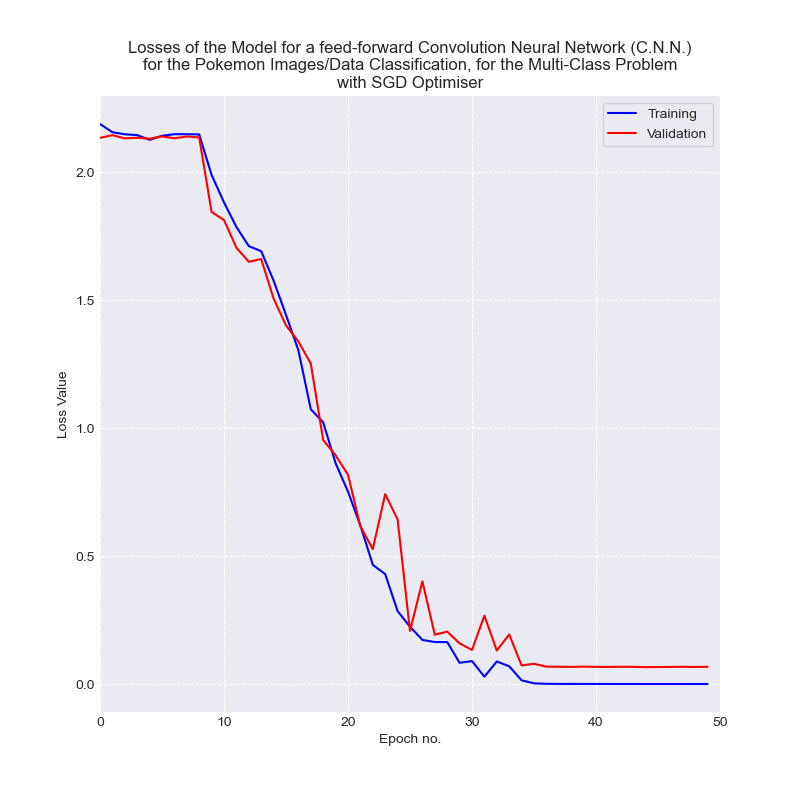 Losses of the Model for a feed-forward Convolution Neural Network (C.N.N.)
for the Pokemon Images/Data Classification, for the Multi-Class Problem
with SGD Optimiser
Training
Validation
2.0
1.5
1.0
0.5
0.0
Loss Value
0 10 20 30 40 50
Epoch no.